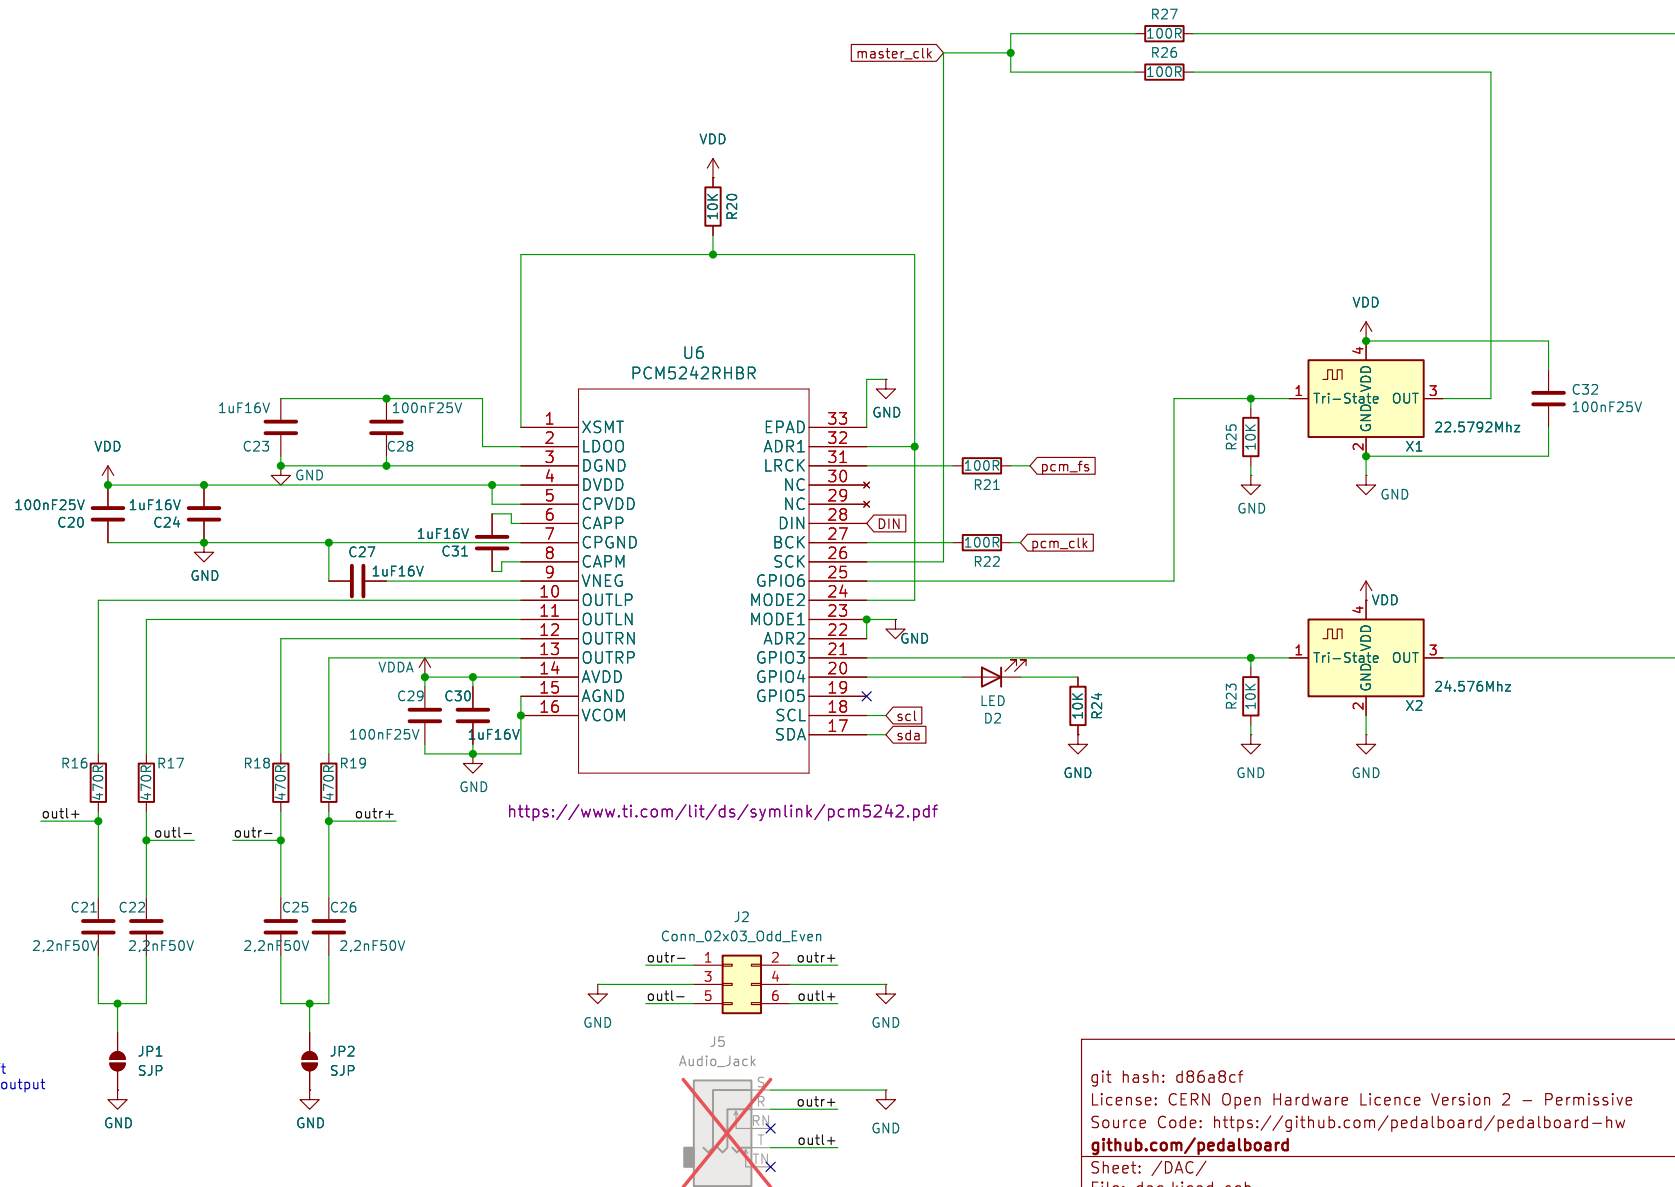 R27
100R
R26
100R
master_clk
VDD
10K
R20
VDD
U6
PCM5242RHBR
1uF16V
C23
100nF25V
C28
GND
VDD
100nF25V
C20
1uF16V
C24
GND
C27
1uF16V
1uF16V
C31
1 XSMT
2 LDOO
3 DGND
4 DVDD
5 CPVDD
6 CAPP
7 CPGND
8 CAPM
9 VNEG
10 OUTLP
11 OUTLN
12 OUTRN
13 OUTRP
14 AVDD
15 AGND
16 VCOM
EPAD 33
ADR1 32
LRCK 31
NC 30
NC 29
DIN 28
BCK 27
SCK 26
GPIO6 25
MODE2 24
MODE1 23
ADR2 22
GPIO3 21
GPIO4 20
GPIO5 19
SCL 18
SDA 17
GND
100R
R21
pcm_fs
DIN
100R
R22
pcm_clk
GND
LED
D2
10K
R24
GND
scl
sda
R25
10K
GND
1 Tri-State OUT 3
4 VDD
2 GND
22.5792Mhz
X1
GND
C32
100nF25V
VDD
R23
10K
GND
1 Tri-State OUT 3
4 VDD
2 GND
24.576Mhz
X2
GND
VDDA
C29
100nF25V
C30
1uF16V
GND
R16
470R
R17
470R
R18
470R
R19
470R
outl+
outl-
outr-
outr+
C21
2,2nF50V
C22
2,2nF50V
C25
2,2nF50V
C26
2,2nF50V
JP1
SJP
GND
JP2
SJP
GND
output
https://www.ti.com/lit/ds/symlink/pcm5242.pdf
J2
Conn_02x03_Odd_Even
outr- 1 2 outr+
3 4
outl- 5 6 outl+
GND
GND
J5
Audio_Jack
S
R outr+
RN
T outl+
TN
GND
git hash: d86a8cf
License: CERN Open Hardware Licence Version 2 - Permissive
Source Code: https://github.com/pedalboard/pedalboard-hw
github.com/pedalboard
Sheet: /DAC/
File: dac.kicad_sch